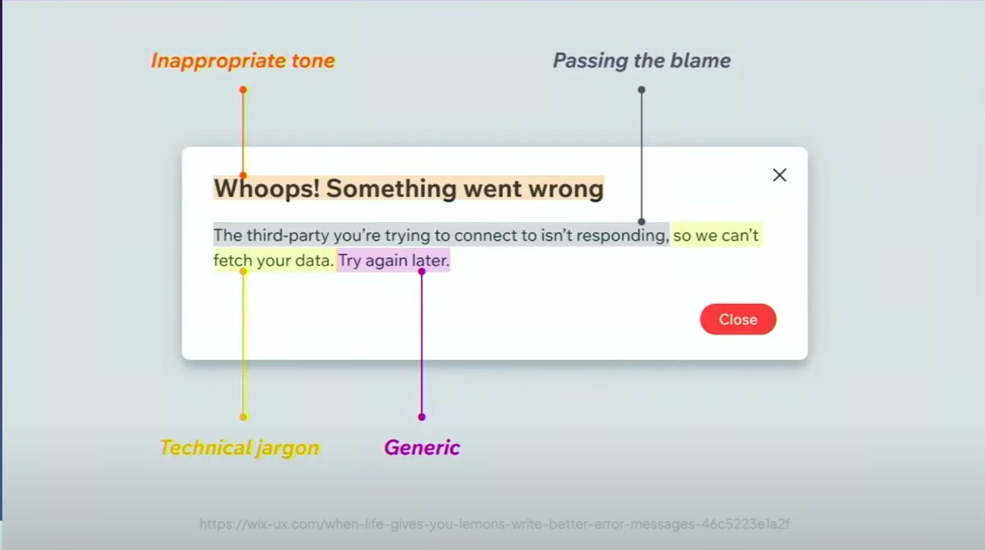 Inappropriate tone
Passing the blame
Whoops! Something went wrong
The third-party you're trying to connect to isn't responding, so we can't
fetch your data. Try again later.
Close
Technical jargon
Generic
https://wix-ux.com/when-life-gives-you-lemons-write-better-error-messages-46c5223e1a2f